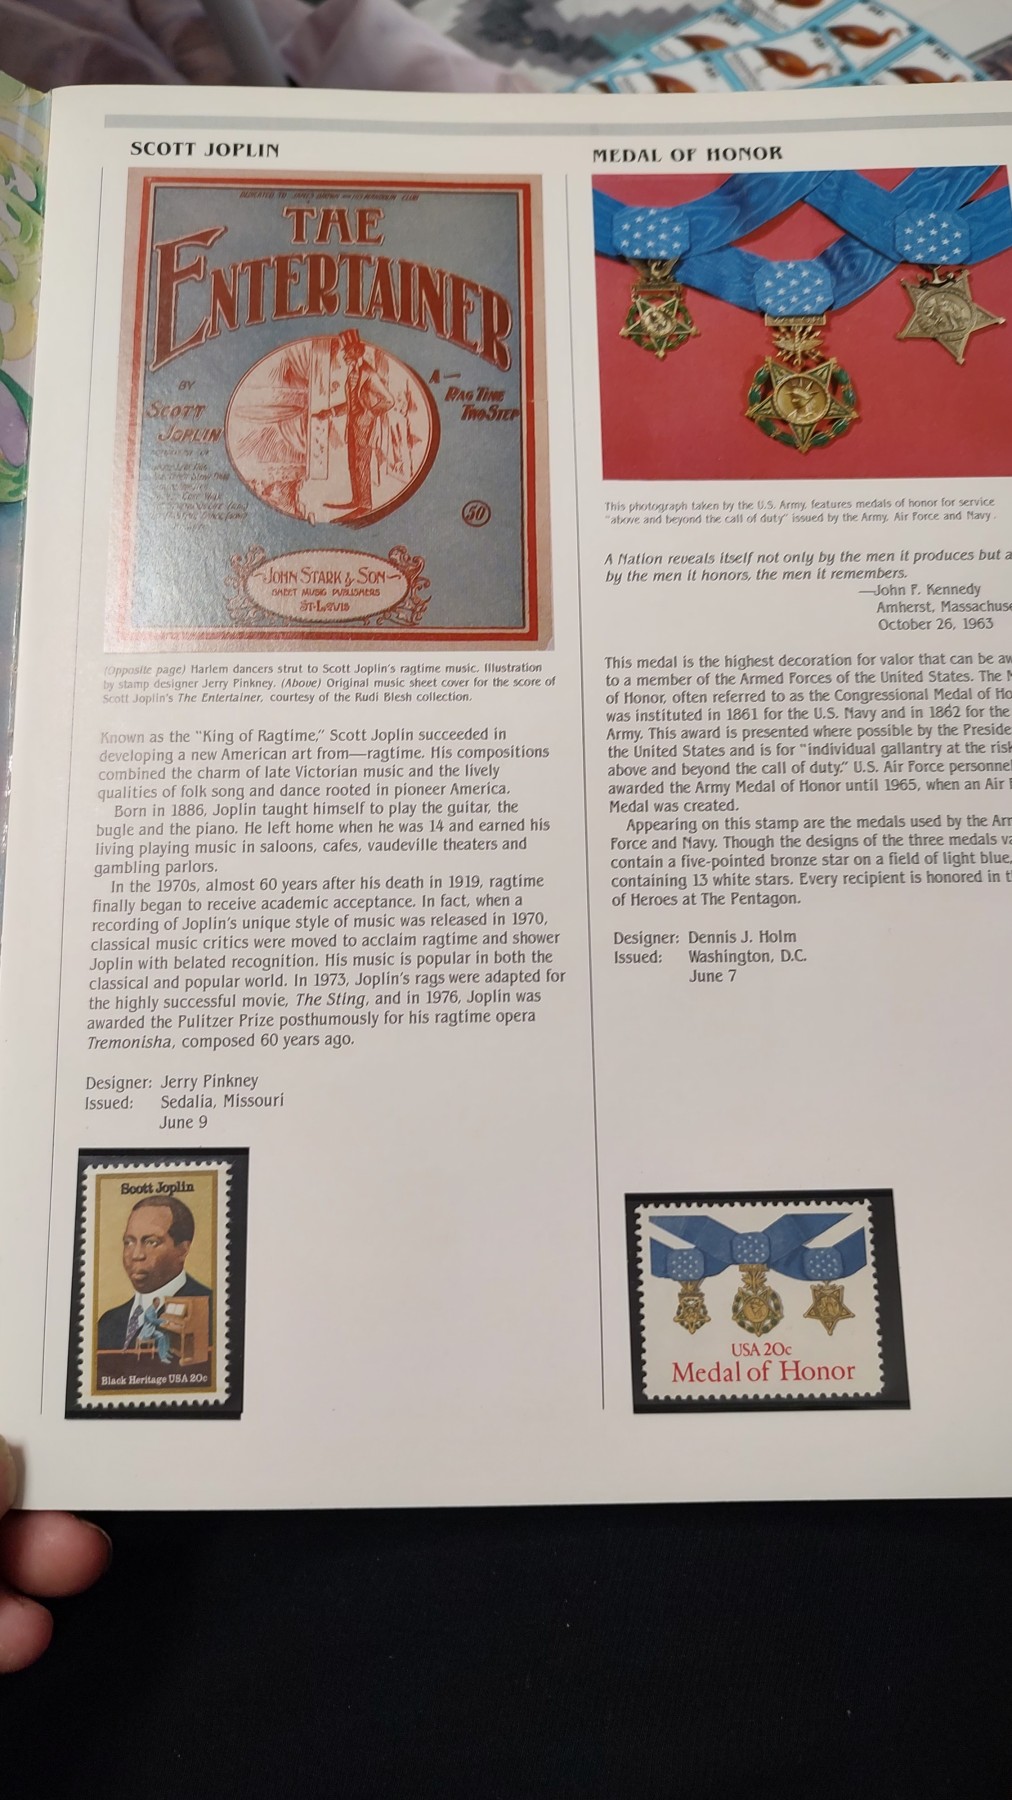 SCOTT JOPLIN
THE
ENTERTAINER
BY
SCOTT
JOPLIN
A—
RAG TIME
TWO STEP
50
JOHN STARK & SON
SHEET MUSIC PUBLISHERS
ST. LOUIS
(Opposite page) Harlem dancers strut to Scott Joplin's ragtime music. Illustration
by stamp designer Jerry Pinkney. (Above) Original music sheet cover for the score of
Scott Joplin's The Entertainer, courtesy of the Rudi Blesh collection.
Known as the "King of Ragtime," Scott Joplin succeeded in
developing a new American art from—ragtime. His compositions
combined the charm of late Victorian music and the lively
qualities of folk song and dance rooted in pioneer America.
Born in 1886, Joplin taught himself to play the guitar, the
bugle and the piano. He left home when he was 14 and earned his
living playing music in saloons, cafes, vaudeville theaters and
gambling parlors.
In the 1970s, almost 60 years after his death in 1919, ragtime
finally began to receive academic acceptance. In fact, when a
recording of Joplin's unique style of music was released in 1970,
classical music critics were moved to acclaim ragtime and shower
Joplin with belated recognition. His music is popular in both the
classical and popular world. In 1973, Joplin's rags were adapted for
the highly successful movie, The Sting, and in 1976, Joplin was
awarded the Pulitzer Prize posthumously for his ragtime opera
Tremonisha, composed 60 years ago.
Designer: Jerry Pinkney
Issued: Sedalia, Missouri
June 9
Scott Joplin
Black Heritage USA 20c
MEDAL OF HONOR
This photograph taken by the U.S. Army, features medals of honor for service
"above and beyond the call of duty" issued by the Army, Air Force and Navy.
A Nation reveals itself not only by the men it produces but a
by the men it honors, the men it remembers.
—John F. Kennedy
Amherst, Massachuse
October 26, 1963
This medal is the highest decoration for valor that can be aw
to a member of the Armed Forces of the United States. The M
of Honor, often referred to as the Congressional Medal of Ho
was instituted in 1861 for the U.S. Navy and in 1862 for the
Army. This award is presented where possible by the Preside
the United States and is for "individual gallantry at the risk
above and beyond the call of duty." U.S. Air Force personnel
awarded the Army Medal of Honor until 1965, when an Air F
Medal was created.
Appearing on this stamp are the medals used by the Arm
Force and Navy. Though the designs of the three medals va
contain a five-pointed bronze star on a field of light blue,
containing 13 white stars. Every recipient is honored in th
of Heroes at The Pentagon.
Designer: Dennis J. Holm
Issued: Washington, D.C.
June 7
USA 20c
Medal of Honor